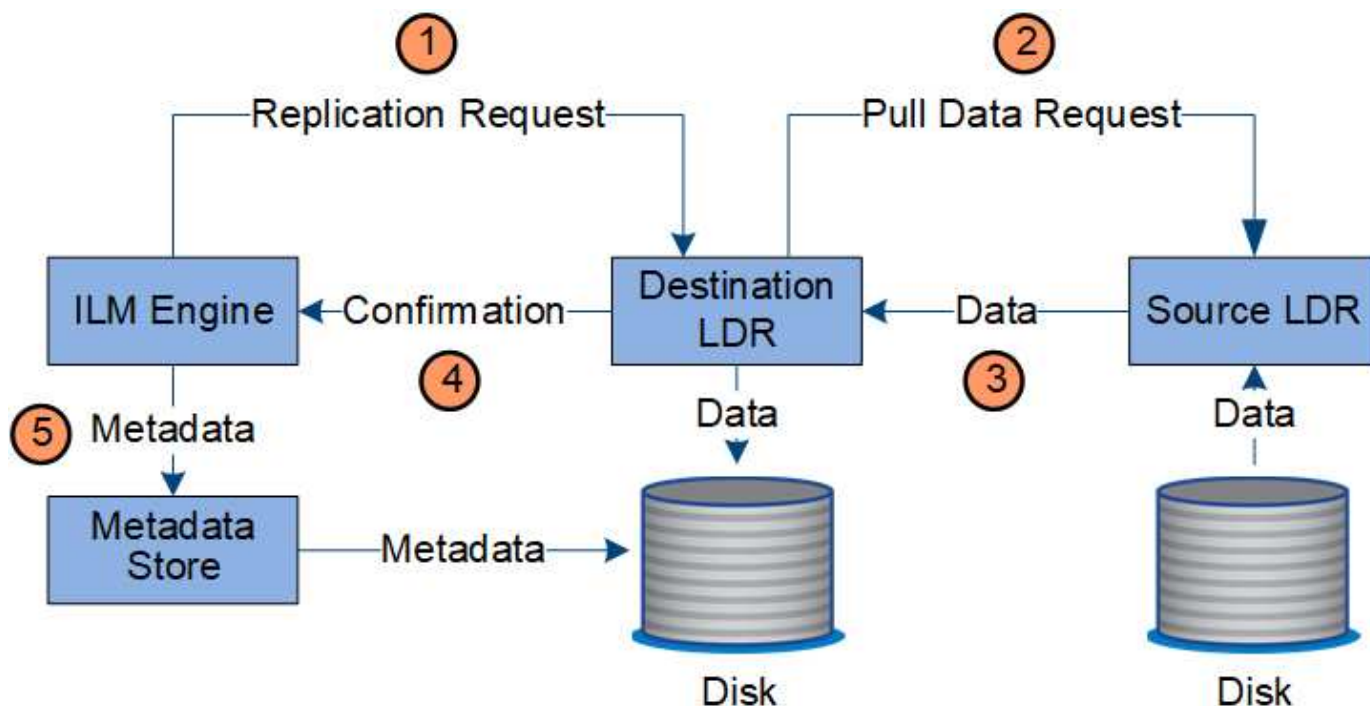 1
2
Replication Request
Pull Data Request
ILM Engine
Confirmation
Destination
LDR
Data
Source LDR
4
3
5
Metadata
Data
Data
Metadata
Store
Metadata
Disk
Disk